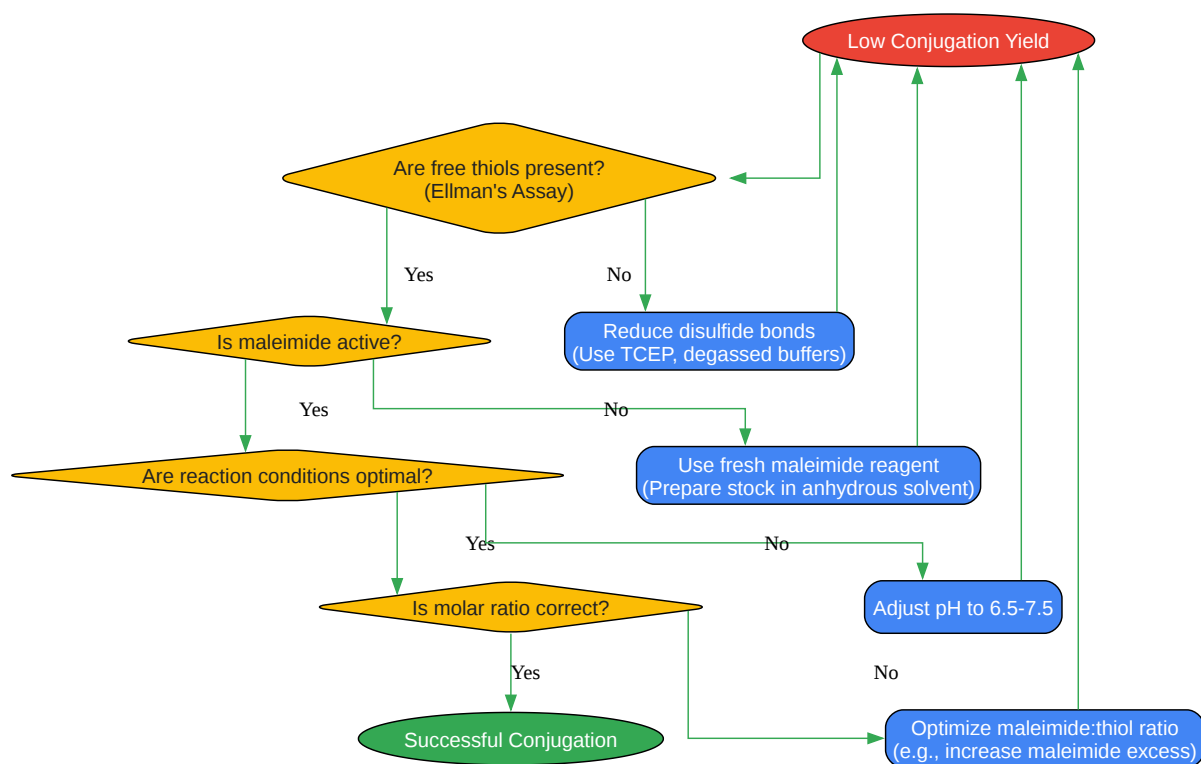 Low Conjugation Yield
Are free thiols present?
(Ellman's Assay)
Yes
No
Is maleimide active?
Reduce disulfide bonds
(Use TCEP, degassed buffers)
Yes
No
Are reaction conditions optimal?
Use fresh maleimide reagent
(Prepare stock in anhydrous solvent)
Yes
No
Is molar ratio correct?
Adjust pH to 6.5-7.5
Yes
No
Successful Conjugation
Optimize maleimide:thiol ratio
(e.g., increase maleimide excess)